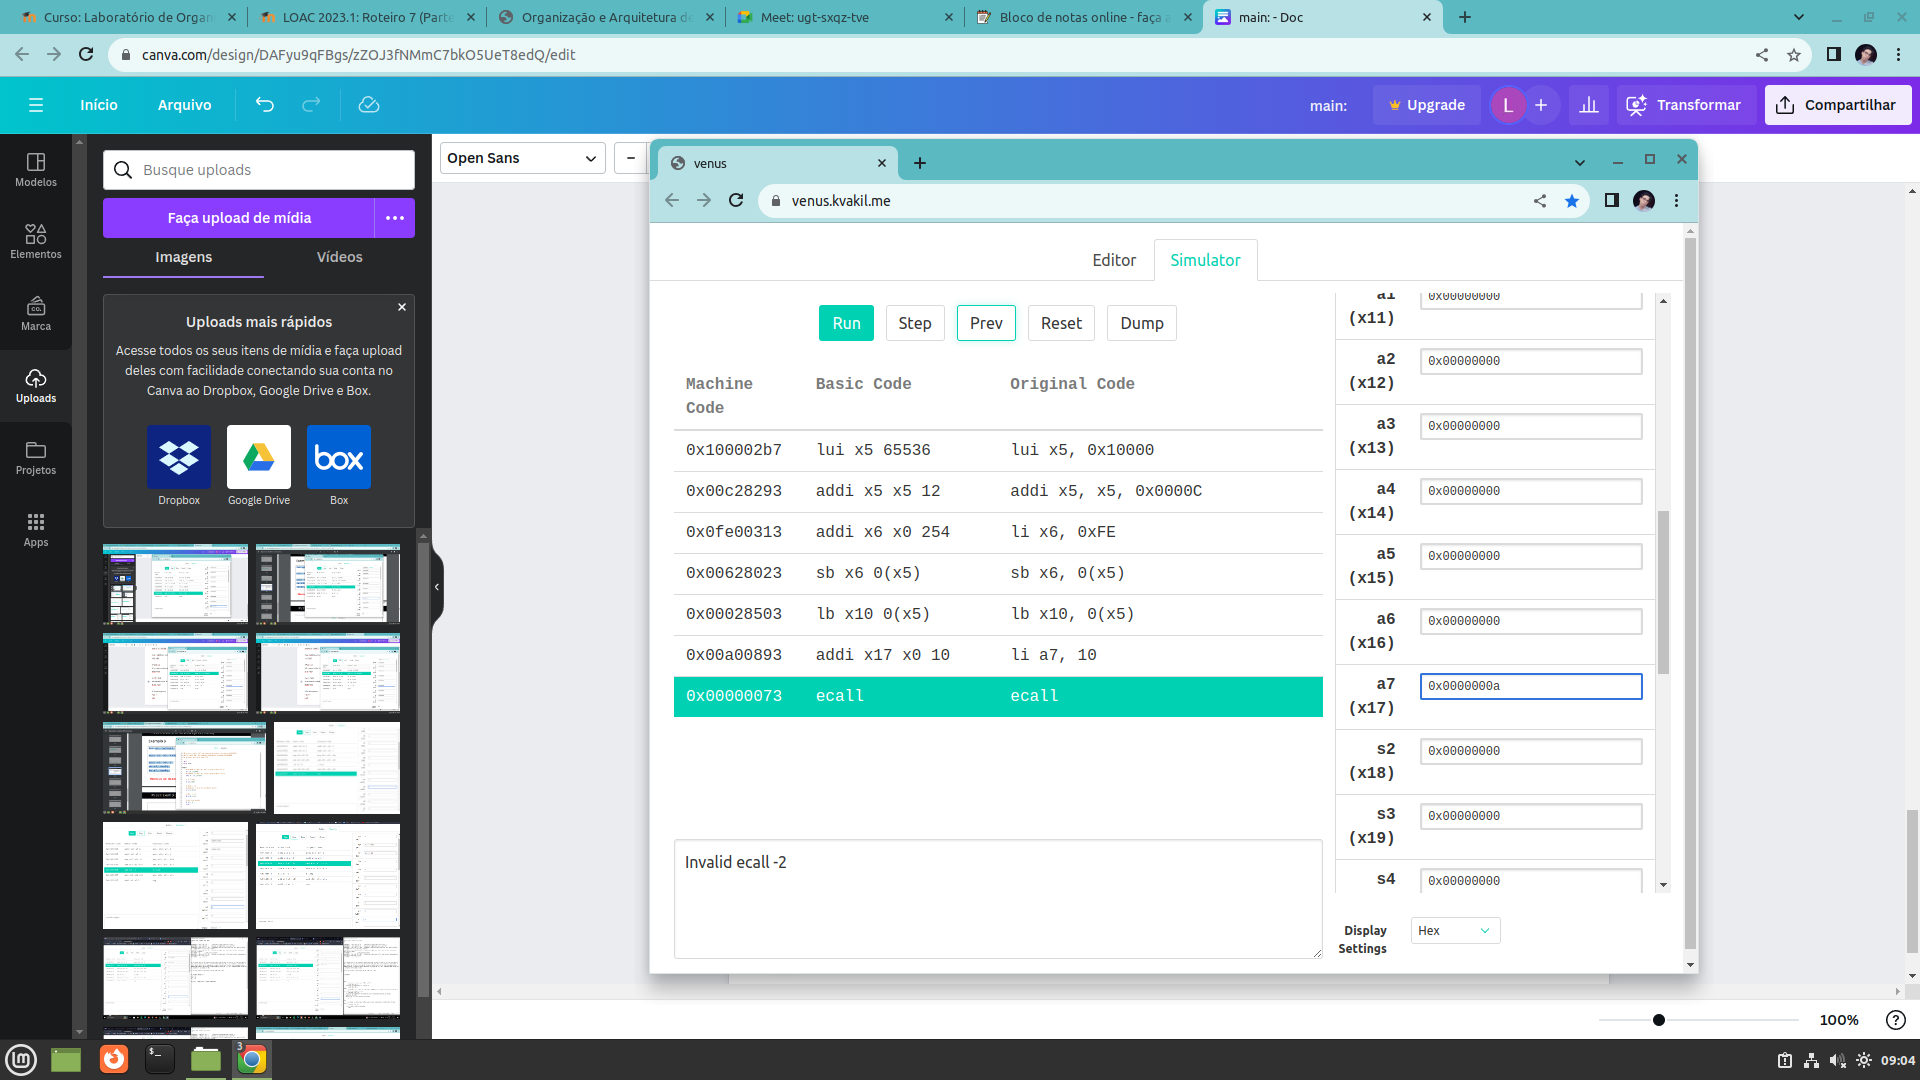 Curso: Laboratório de Organ
LOAC 2023.1: Roteiro 7 (Parte
Organização e Arquitetura de
Meet: ugt-sxqz-tve
Bloco de notas online - faça a
main: - Doc
canva.com/design/DAFyu9qFBgs/zZOJ3fNMmC7bkO5UeT8edQ/edit
Início
Arquivo
main:
Upgrade
L
Transformar
Compartilhar
Modelos
Elementos
Marca
Uploads
Projetos
Apps
Busque uploads
Faça upload de mídia
Imagens
Vídeos
Uploads mais rápidos
Acesse todos os seus itens de mídia e faça upload
deles com facilidade conectando sua conta no
Canva ao Dropbox, Google Drive e Box.
box
Dropbox
Google Drive
Box
Open Sans
venus
venus.kvakil.me
Editor
Simulator
Run
Step
Prev
Reset
Dump
Machine Code
Basic Code
Original Code
0x100002b7 lui x5 65536 lui x5, 0x10000
0x00c28293 addi x5 x5 12 addi x5, x5, 0x0000C
0x0fe00313 addi x6 x0 254 li x6, 0xFE
0x00628023 sb x6 0(x5) sb x6, 0(x5)
0x00028503 lb x10 0(x5) lb x10, 0(x5)
0x00a00893 addi x17 x0 10 li a7, 10
0x00000073 ecall ecall
Invalid ecall -2
a1 (x11) 0x00000000
a2 (x12) 0x00000000
a3 (x13) 0x00000000
a4 (x14) 0x00000000
a5 (x15) 0x00000000
a6 (x16) 0x00000000
a7 (x17) 0x0000000a
s2 (x18) 0x00000000
s3 (x19) 0x00000000
s4 0x00000000
Display Settings
Hex
100%
3
09:04